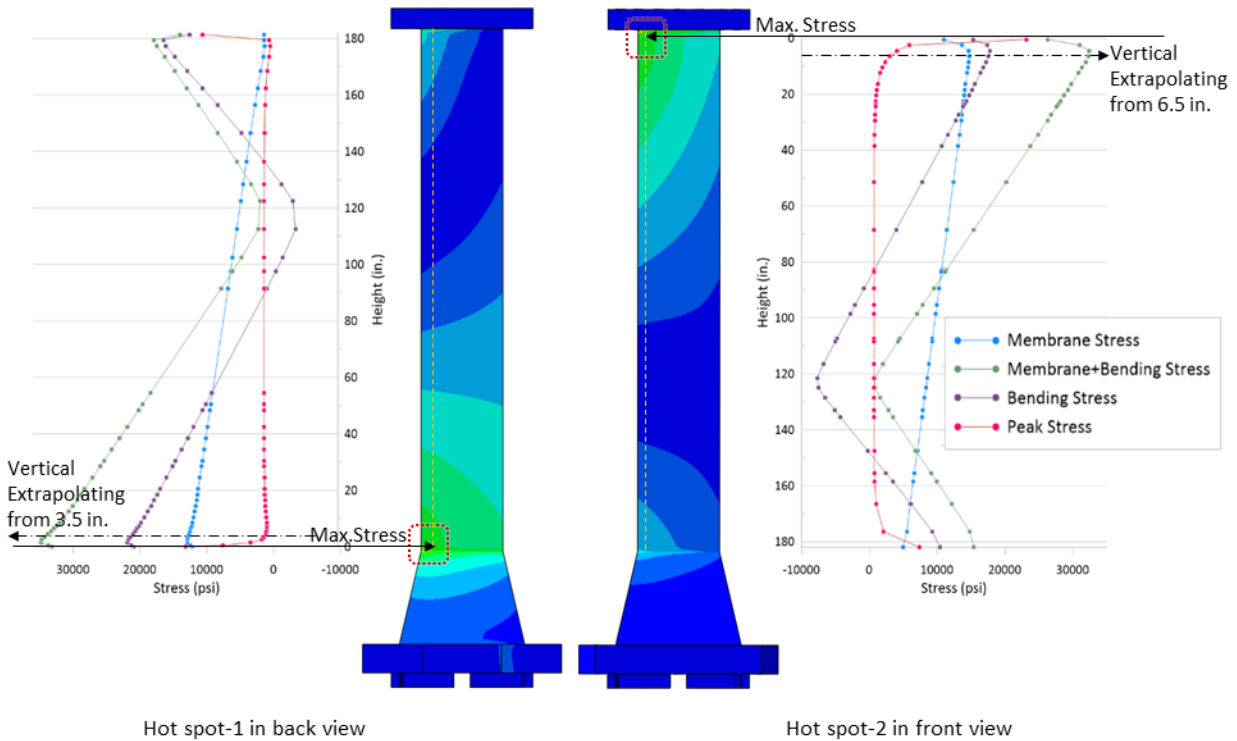 Max. Stress
180
160
140
120
100
80
60
40
20
0
Height (in.)
30000
20000
10000
0
-10000
Stress (psi)
Vertical
Extrapolating
from 3.5 in.
Max.Stress
0
20
40
60
80
100
120
140
160
180
Height (in.)
-10000
0
10000
20000
30000
Stress (psi)
Vertical
Extrapolating
from 6.5 in.
Membrane Stress
Membrane+Bending Stress
Bending Stress
Peak Stress
Hot spot-1 in back view
Hot spot-2 in front view